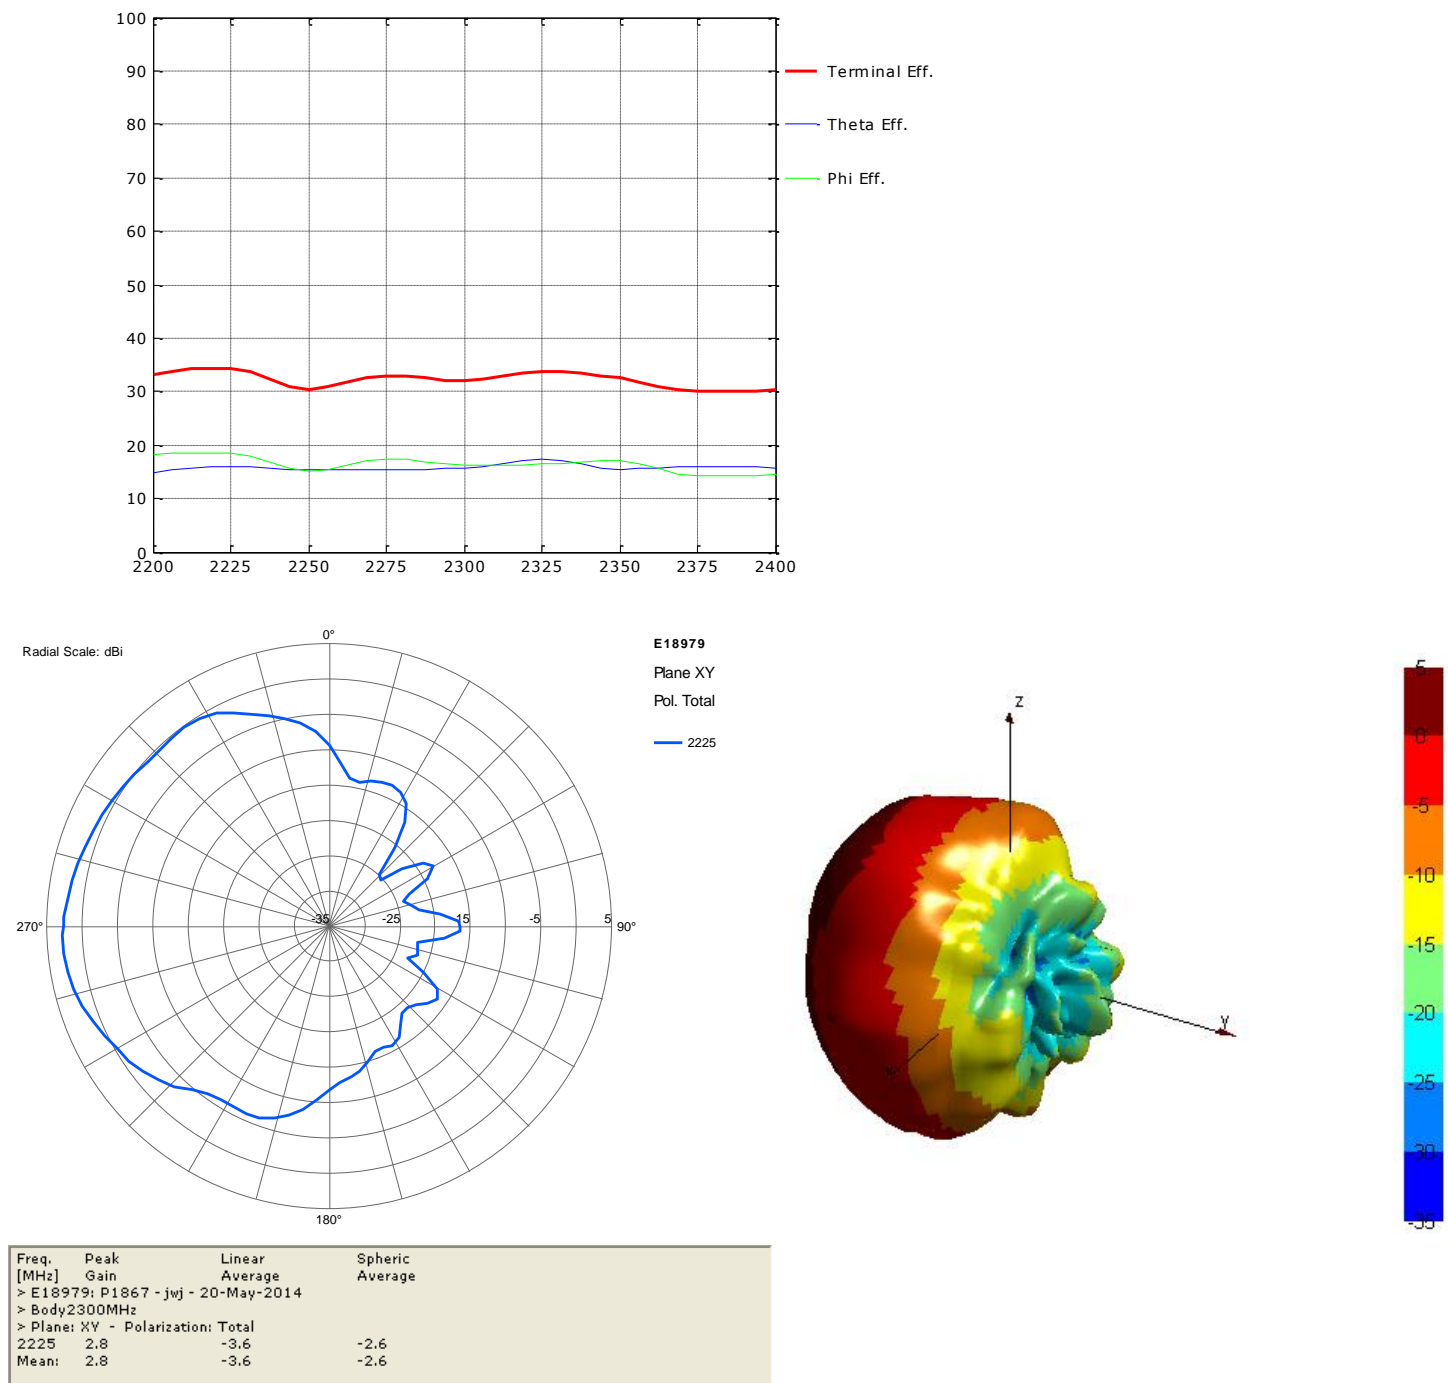 100
90
80
70
60
50
40
30
20
10
0
2200 2225 2250 2275 2300 2325 2350 2375 2400
Terminal Eff.
Theta Eff.
Phi Eff.
Radial Scale: dBi
0°
270°
-35 -25 -15 -5 5
90°
180°
E18979
Plane XY
Pol. Total
2225
Z
Y
X
5
0
-5
-10
-15
-20
-25
-30
-35
Freq. Peak Linear Spheric
[MHz] Gain Average Average
> E18979: P1867 - jwj - 20-May-2014
> Body2300MHz
> Plane: XY - Polarization: Total
2225 2.8 -3.6 -2.6
Mean: 2.8 -3.6 -2.6